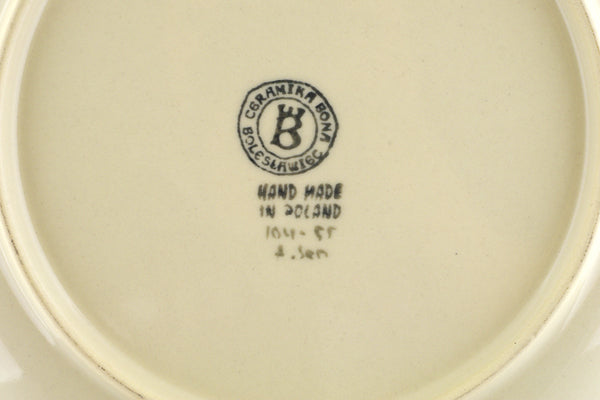 CERAMIKA BONA
BOLESŁAWIEC
B
HAND MADE
IN POLAND